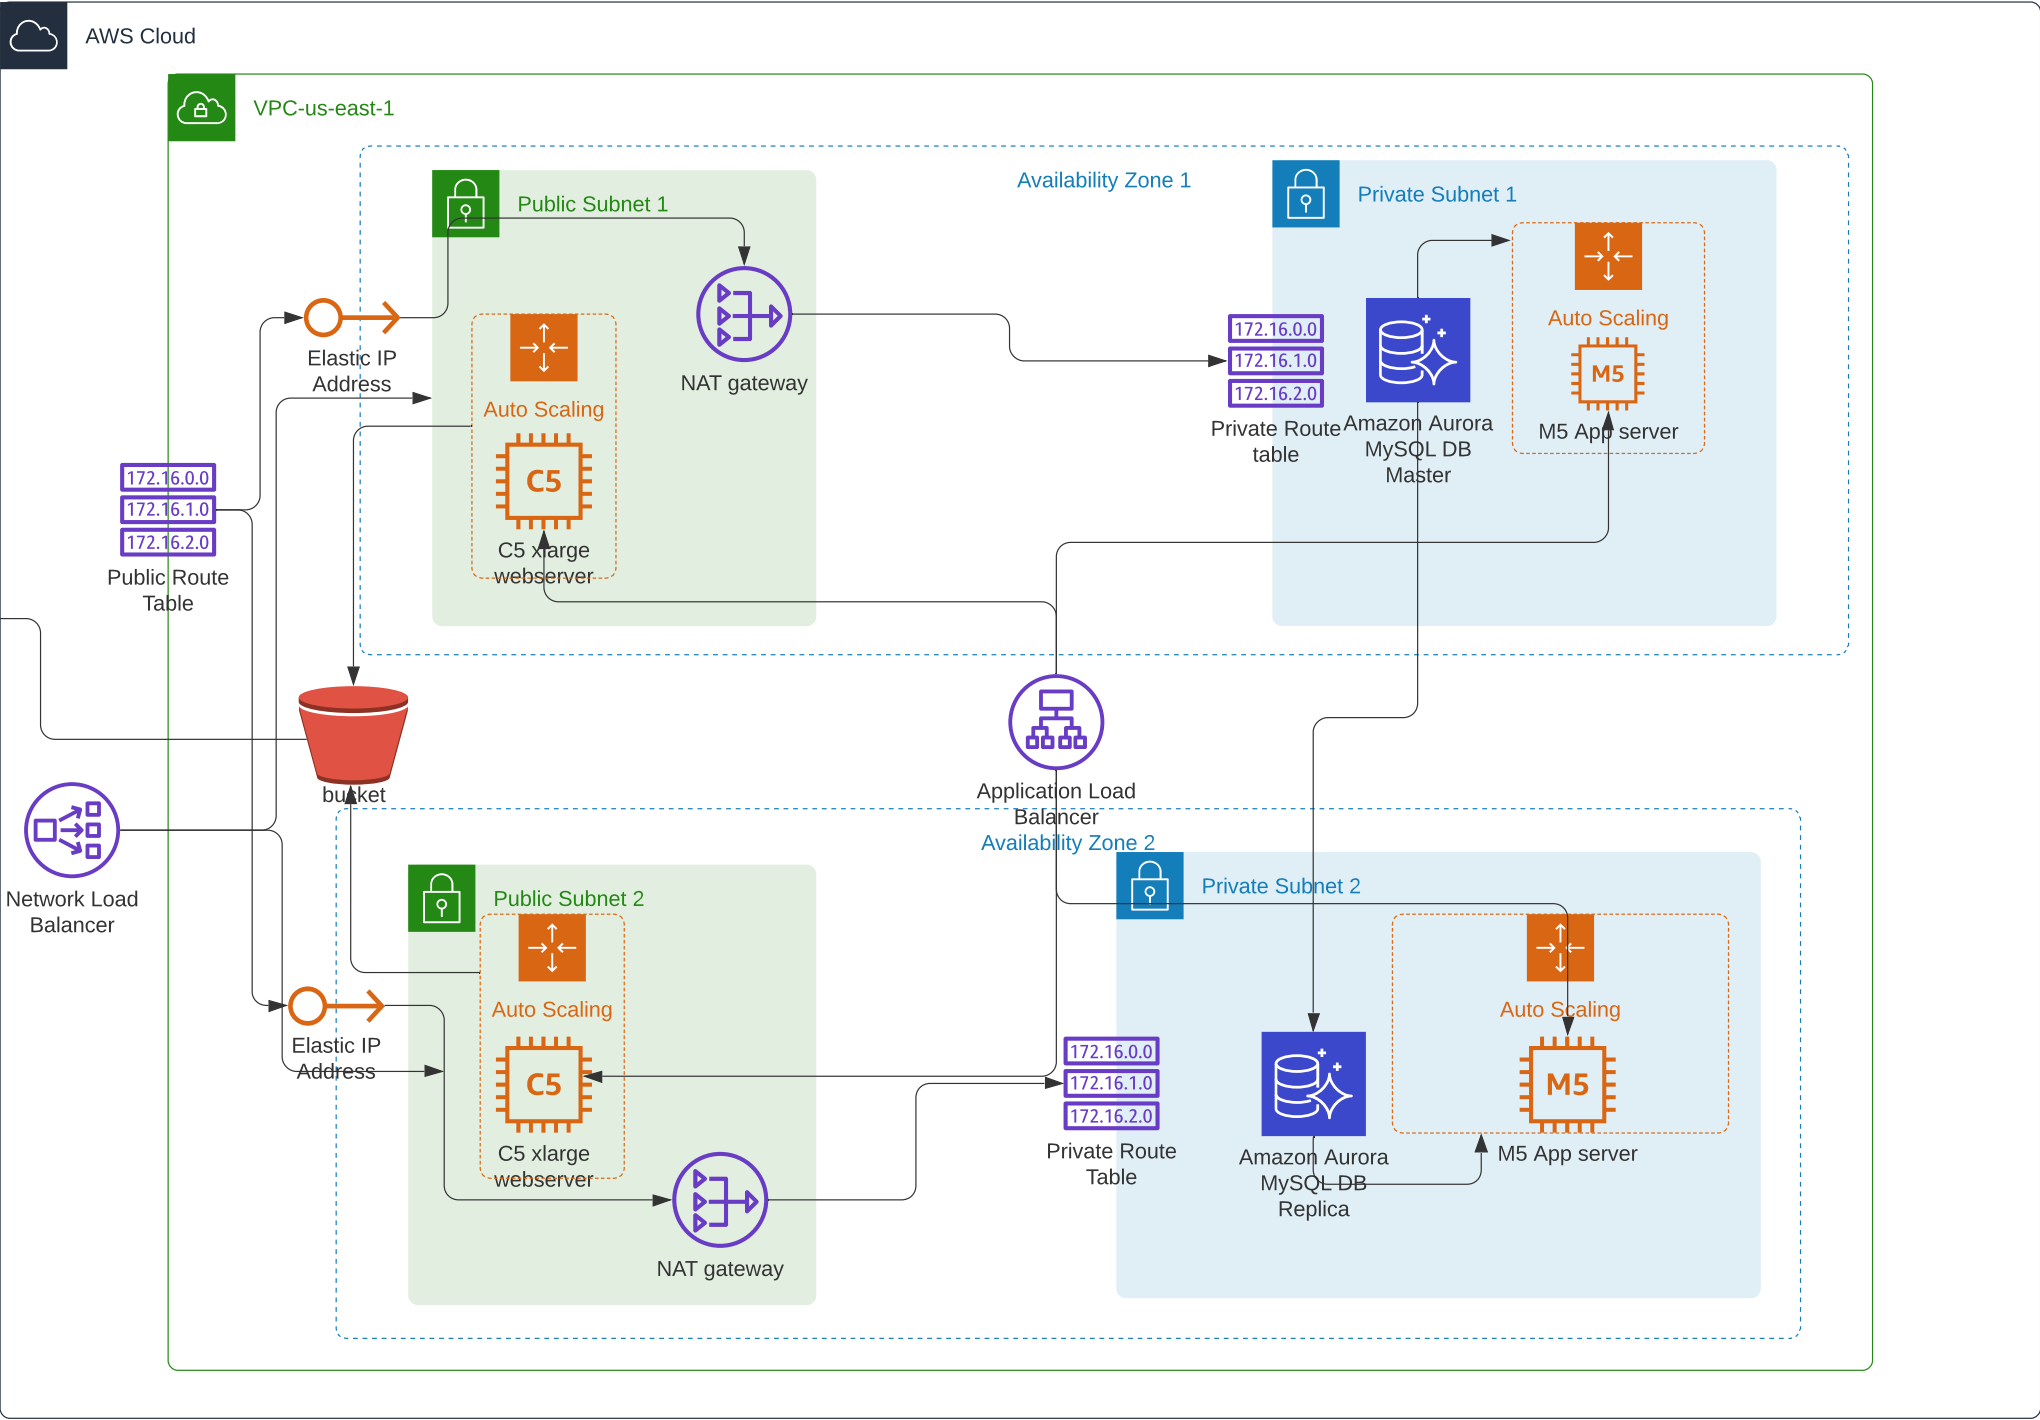 AWS Cloud
VPC-us-east-1
Availability Zone 1
Public Subnet 1
Private Subnet 1
Elastic IP
Address
Auto Scaling
C5
C5 xlarge
webserver
NAT gateway
172.16.0.0
172.16.1.0
172.16.2.0
Private Route
table
Amazon Aurora
MySQL DB
Master
Auto Scaling
M5
M5 App server
172.16.0.0
172.16.1.0
172.16.2.0
Public Route
Table
bucket
Network Load
Balancer
Application Load
Balancer
Availability Zone 2
Public Subnet 2
Private Subnet 2
Elastic IP
Address
Auto Scaling
C5
C5 xlarge
webserver
NAT gateway
172.16.0.0
172.16.1.0
172.16.2.0
Private Route
Table
Amazon Aurora
MySQL DB
Replica
Auto Scaling
M5
M5 App server